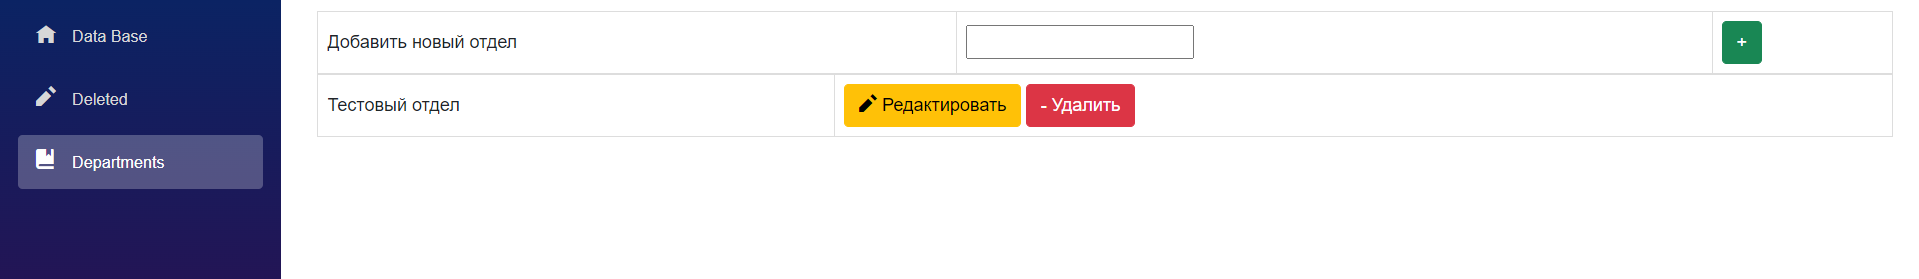 Data Base
Deleted
Departments
Добавить новый отдел
+
Тестовый отдел
Редактировать
- Удалить